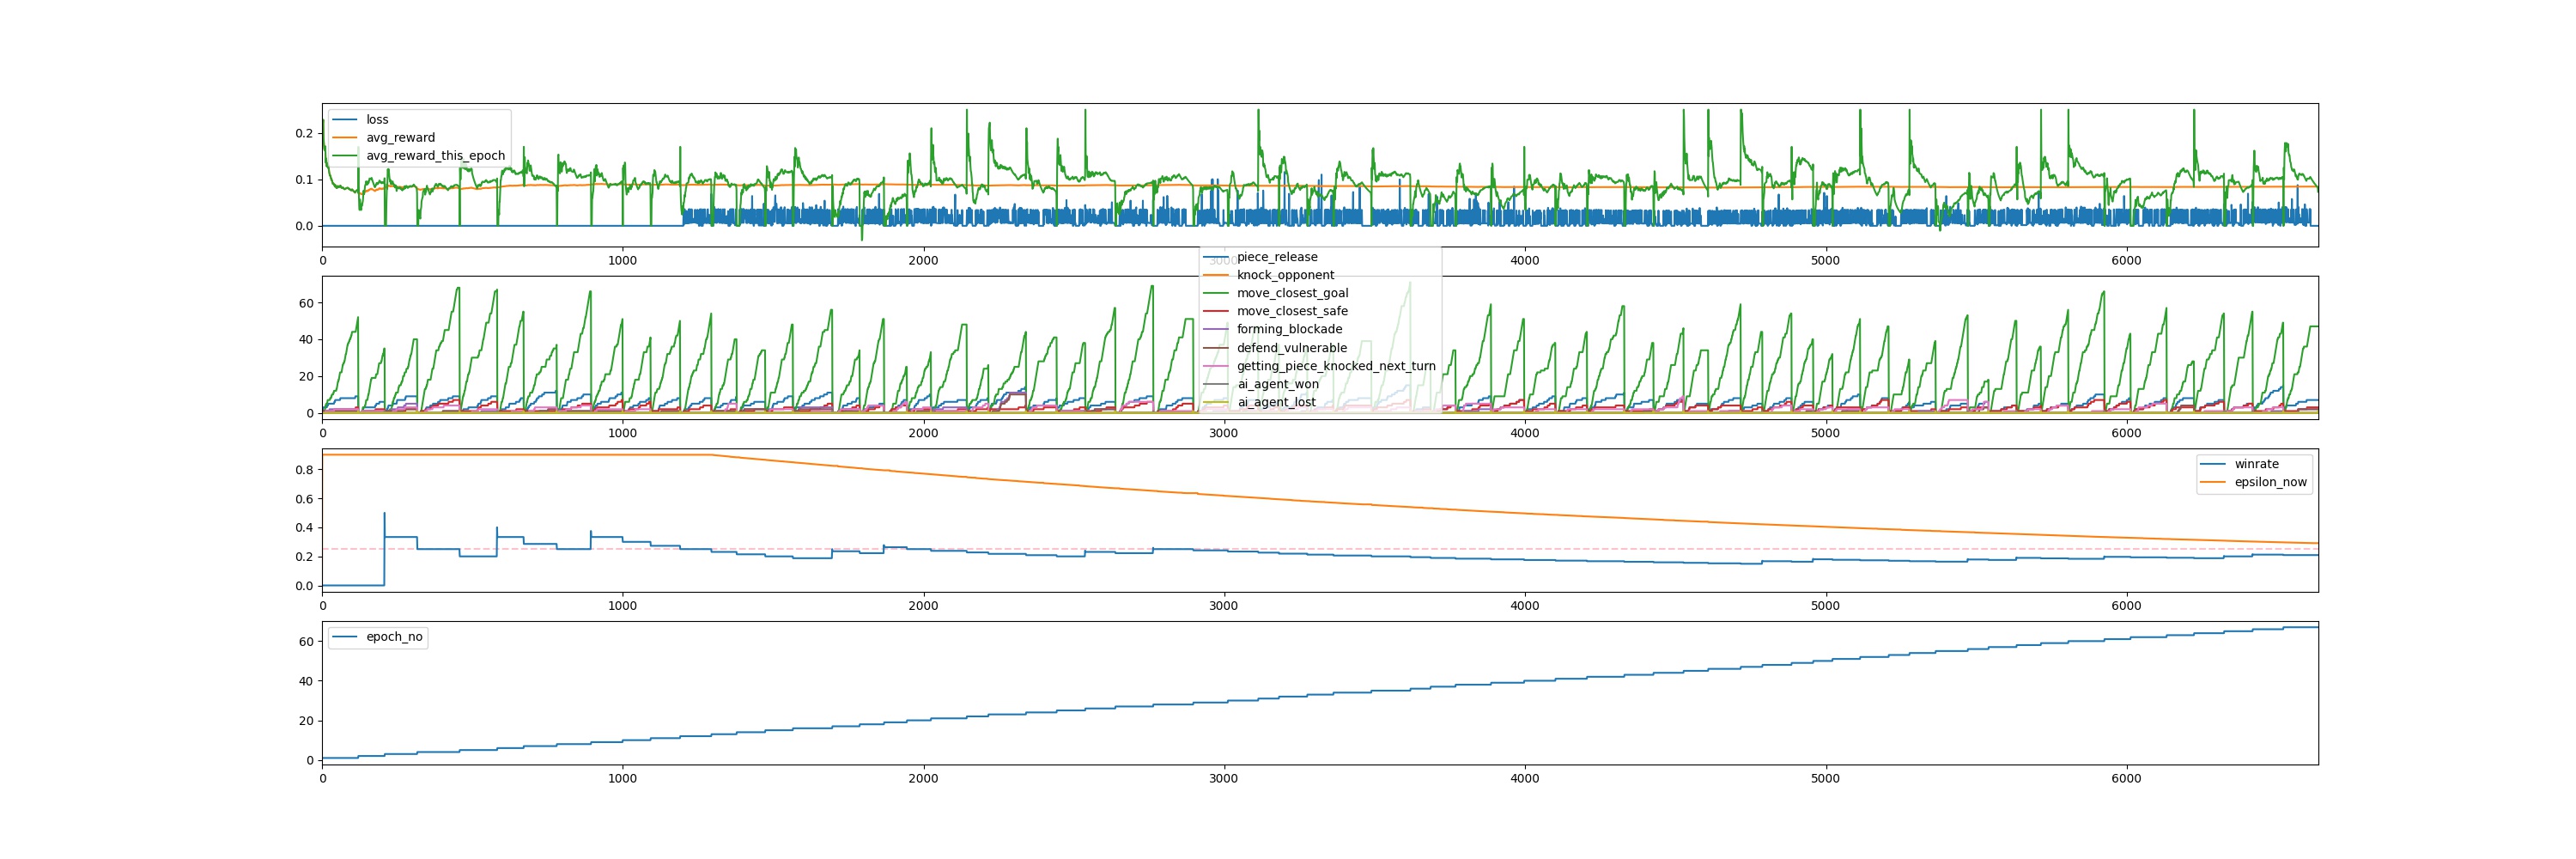 loss
avg_reward
avg_reward_this_epoch
0.2
0.1
0.0
0 1000 2000 3000 4000 5000 6000
piece_release
knock_opponent
move_closest_goal
move_closest_safe
forming_blockade
defend_vulnerable
getting_piece_knocked_next_turn
ai_agent_won
ai_agent_lost
60
40
20
0
0 1000 2000 3000 4000 5000 6000
winrate
epsilon_now
0.8
0.6
0.4
0.2
0.0
0 1000 2000 3000 4000 5000 6000
epoch_no
60
40
20
0
0 1000 2000 3000 4000 5000 6000